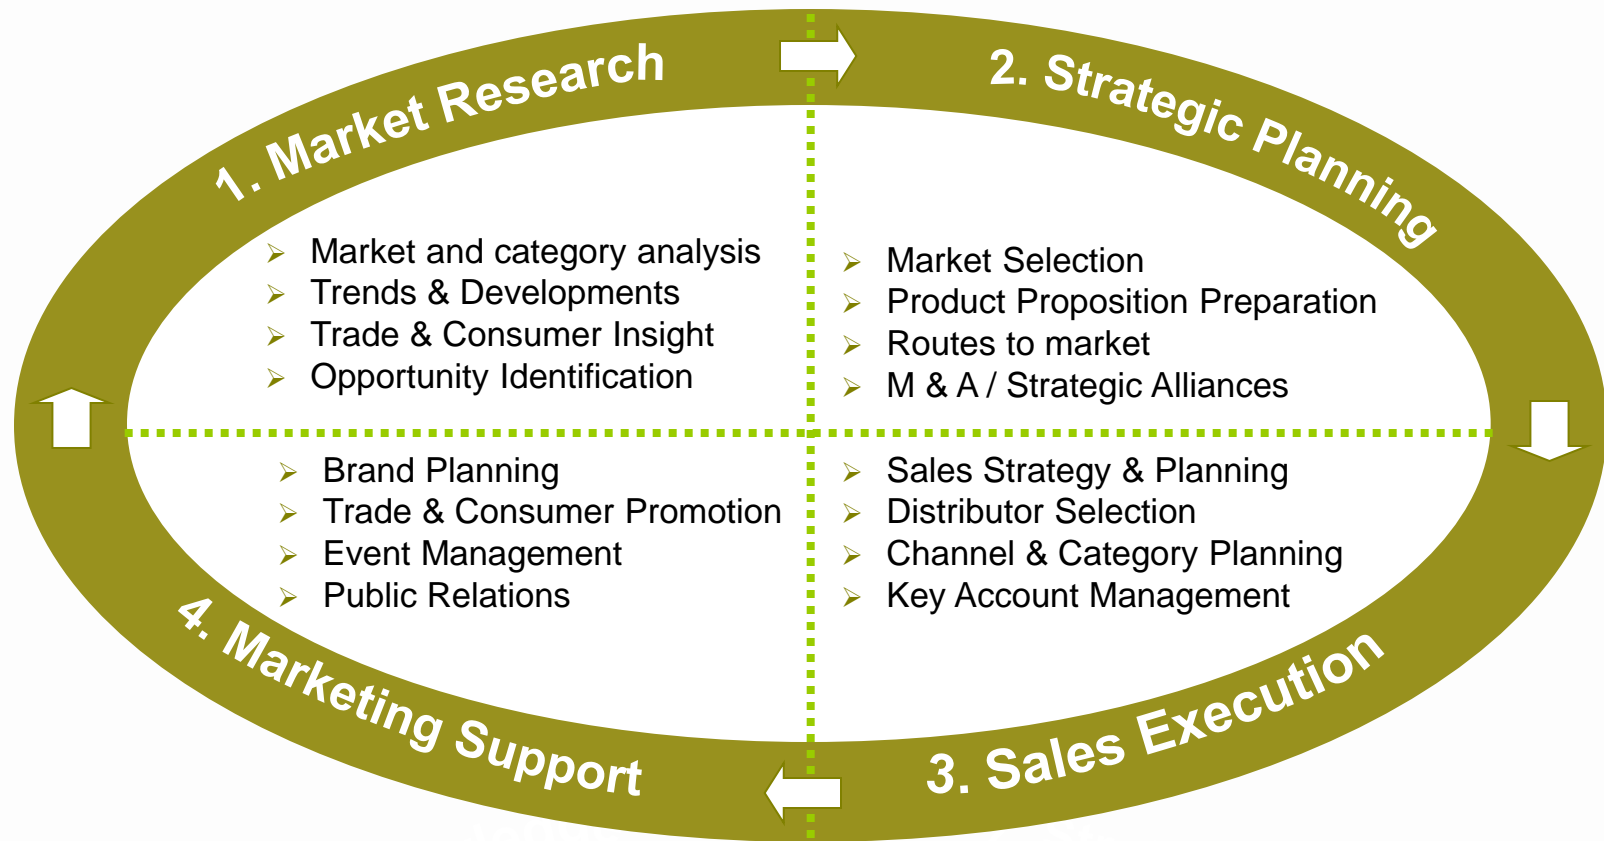 1. Market Research
2. Strategic Planning
Market and category analysis
Trends & Developments
Trade & Consumer Insight
Opportunity Identification
Market Selection
Product Proposition Preparation
Routes to market
M & A / Strategic Alliances
Brand Planning
Trade & Consumer Promotion
Event Management
Public Relations
Sales Strategy & Planning
Distributor Selection
Channel & Category Planning
Key Account Management
4. Marketing Support
3. Sales Execution